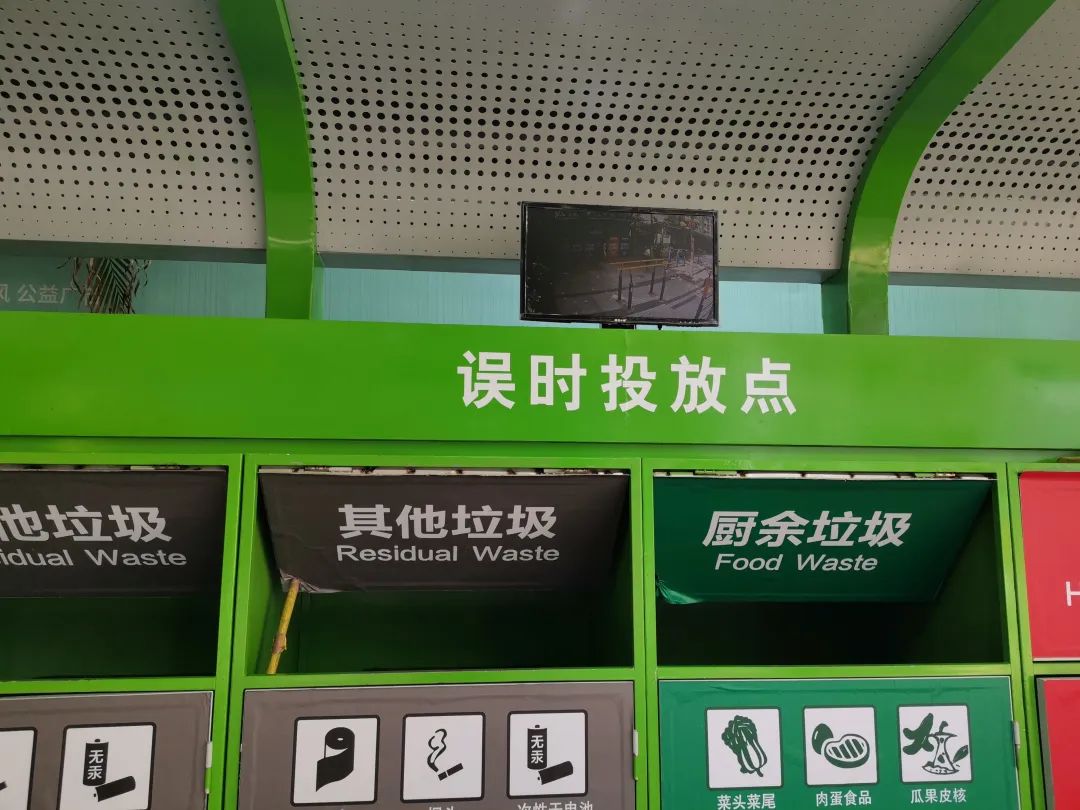 风 公益广
误时投放点
他垃圾
idual Waste
其他垃圾
Residual Waste
厨余垃圾
Food Waste
H
无汞
无汞
菜头菜尾
肉蛋食品
瓜果皮核